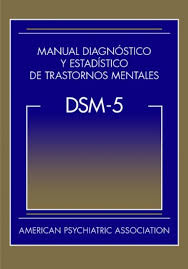 MANUAL DIAGNÓSTICO
Y ESTADÍSTICO
DE TRASTORNOS MENTALES
DSM-5
AMERICAN PSYCHIATRIC ASSOCIATION